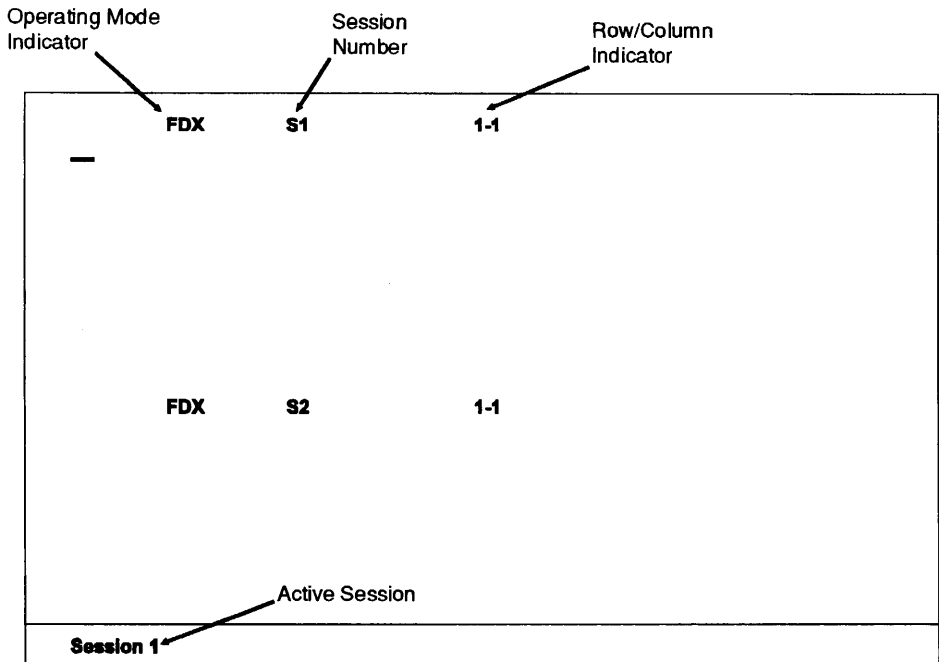 Operating Mode
Indicator
Session
Number
Row/Column
Indicator
FDX S1 1-1
FDX S2 1-1
Active Session
Session 1